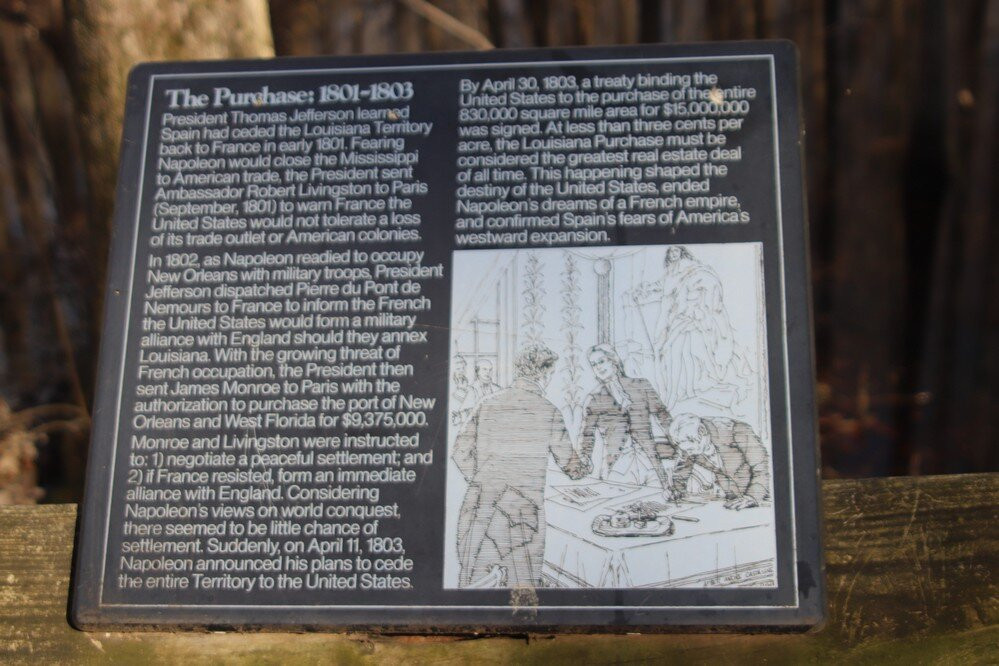 The Purchase: 1801-1803
President Thomas Jefferson learned
Spain had ceded the Louisiana Territory
back to France in early 1801. Fearing
Napoleon would close the Mississippi
to American trade, the President sent
Ambassador Robert Livingston to Paris
(September, 1801) to warn France the
United States would not tolerate a loss
of its trade outlet or American colonies.
In 1802, as Napoleon readied to occupy
New Orleans with military troops, President
Jefferson dispatched Pierre du Pont de
Nemours to France to inform the French
the United States would form a military
alliance with England should they annex
Louisiana. With the growing threat of
French occupation, the President then
sent James Monroe to Paris with the
authorization to purchase the port of New
Orleans and West Florida for $9,375,000.
Monroe and Livingston were instructed
to: 1) negotiate a peaceful settlement; and
2) if France resisted, form an immediate
alliance with England. Considering
Napoleon's views on world conquest,
there seemed to be little chance of
settlement. Suddenly, on April 11, 1803,
Napoleon announced his plans to cede
the entire Territory to the United States.
By April 30, 1803, a treaty binding the
United States to the purchase of the entire
830,000 square mile area for $15,000,000
was signed. At less than three cents per
acre, the Louisiana Purchase must be
considered the greatest real estate deal
of all time. This happening shaped the
destiny of the United States, ended
Napoleon's dreams of a French empire,
and confirmed Spain's fears of America's
westward expansion.